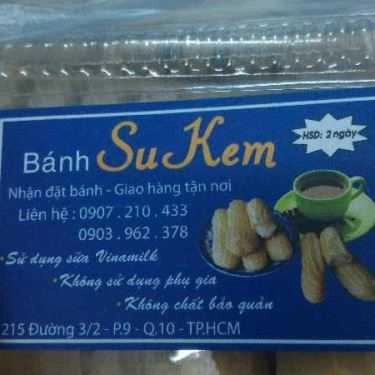 HSD: 2 ngày
Bánh Su Kem
Nhận đặt bánh - Giao hàng tận nơi
Liên hệ : 0907 . 210 . 433
0903 . 962 . 378
Sử dụng sữa Vinamilk
Không sử dụng phụ gia
Không chất bảo quản
215 Đường 3/2 - P.9 - Q.10 - TP.HCM